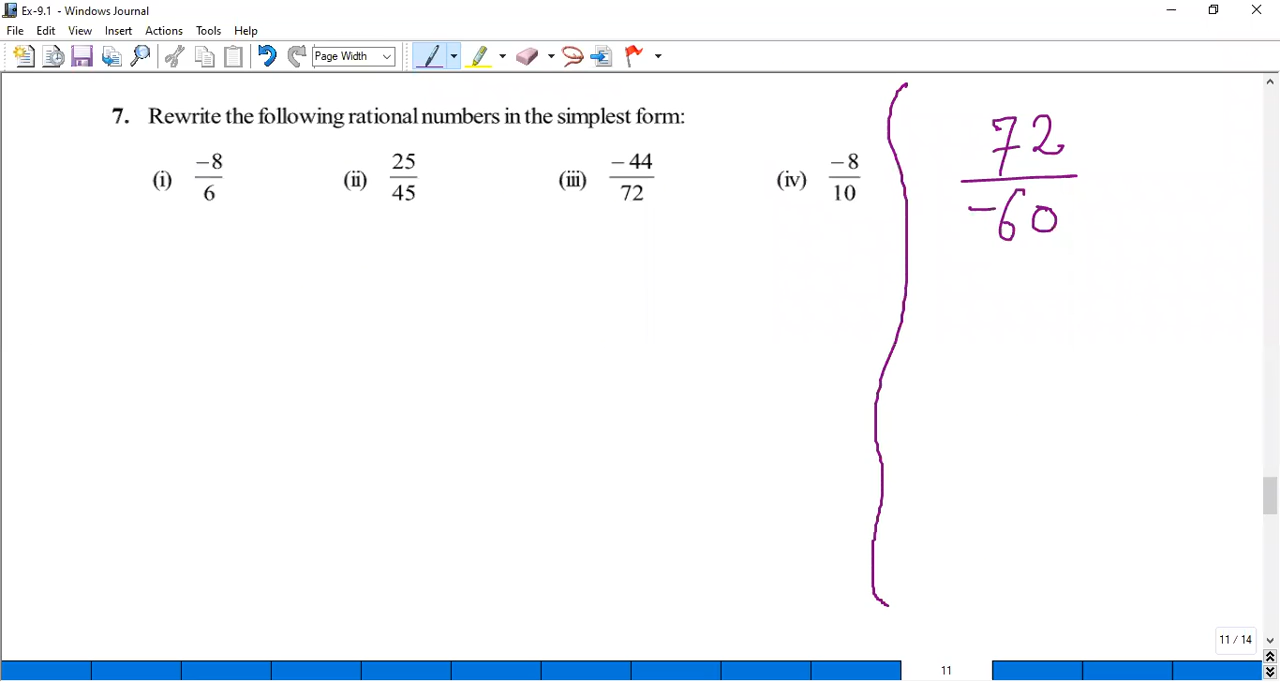 Ex-9.1 - Windows Journal
File Edit View Insert Actions Tools Help
Page Width
7. Rewrite the following rational numbers in the simplest form:
(i) -8/6 (ii) 25/45 (iii) -44/72 (iv) -8/10
72
-60
11 / 14
11